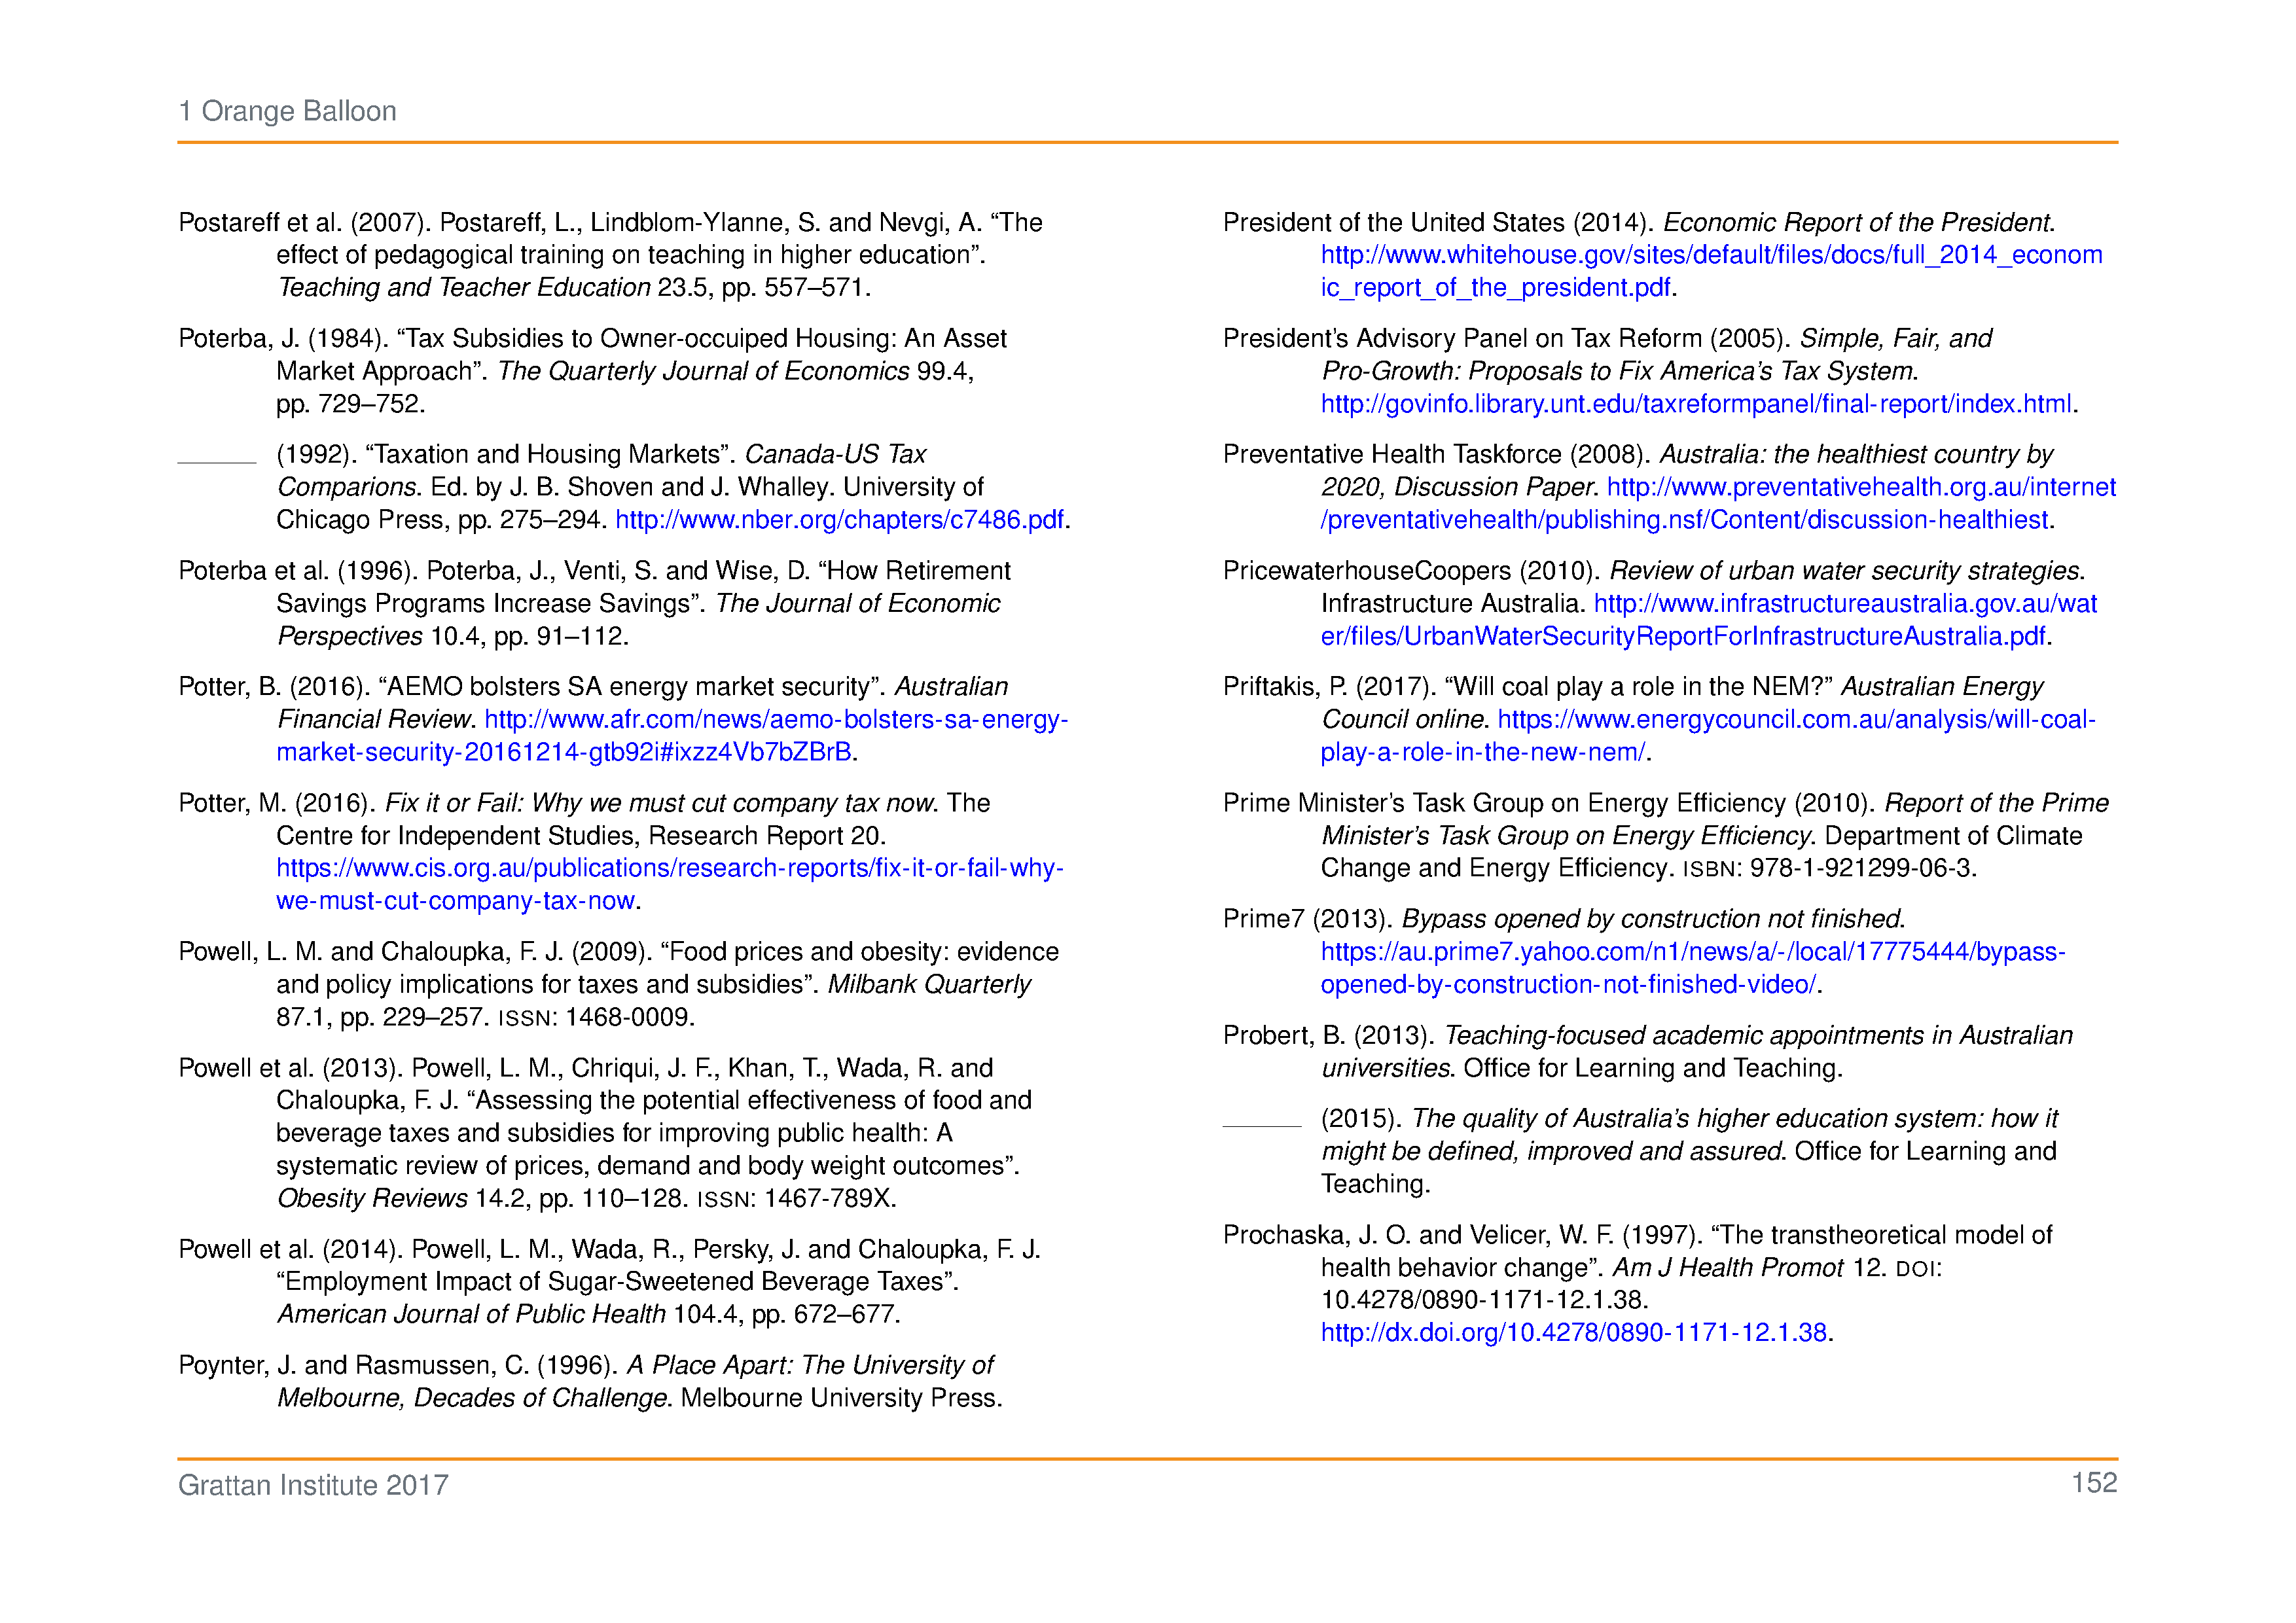 1 Orange Balloon
Postareff et al. (2007). Postareff, L., Lindblom-Ylanne, S. and Nevgi, A. “The
effect of pedagogical training on teaching in higher education”.
Teaching and Teacher Education 23.5, pp. 557–571.
Poterba, J. (1984). “Tax Subsidies to Owner-occuiped Housing: An Asset
Market Approach”. The Quarterly Journal of Economics 99.4,
pp. 729–752.
(1992). “Taxation and Housing Markets”. Canada-US Tax
Comparions. Ed. by J. B. Shoven and J. Whalley. University of
Chicago Press, pp. 275–294. http://www.nber.org/chapters/c7486.pdf.
Poterba et al. (1996). Poterba, J., Venti, S. and Wise, D. “How Retirement
Savings Programs Increase Savings”. The Journal of Economic
Perspectives 10.4, pp. 91–112.
Potter, B. (2016). “AEMO bolsters SA energy market security”. Australian
Financial Review. http://www.afr.com/news/aemo-bolsters-sa-energy-
market-security-20161214-gtb92i#ixzz4Vb7bZBrB.
Potter, M. (2016). Fix it or Fail: Why we must cut company tax now. The
Centre for Independent Studies, Research Report 20.
https://www.cis.org.au/publications/research-reports/fix-it-or-fail-why-
we-must-cut-company-tax-now.
Powell, L. M. and Chaloupka, F. J. (2009). “Food prices and obesity: evidence
and policy implications for taxes and subsidies”. Milbank Quarterly
87.1, pp. 229–257. ISSN: 1468-0009.
Powell et al. (2013). Powell, L. M., Chriqui, J. F., Khan, T., Wada, R. and
Chaloupka, F. J. “Assessing the potential effectiveness of food and
beverage taxes and subsidies for improving public health: A
systematic review of prices, demand and body weight outcomes”.
Obesity Reviews 14.2, pp. 110–128. ISSN: 1467-789X.
Powell et al. (2014). Powell, L. M., Wada, R., Persky, J. and Chaloupka, F. J.
“Employment Impact of Sugar-Sweetened Beverage Taxes”.
American Journal of Public Health 104.4, pp. 672–677.
Poynter, J. and Rasmussen, C. (1996). A Place Apart: The University of
Melbourne, Decades of Challenge. Melbourne University Press.
President of the United States (2014). Economic Report of the President.
http://www.whitehouse.gov/sites/default/files/docs/full_2014_econom
ic_report_of_the_president.pdf.
President’s Advisory Panel on Tax Reform (2005). Simple, Fair, and
Pro-Growth: Proposals to Fix America’s Tax System.
http://govinfo.library.unt.edu/taxreformpanel/final-report/index.html.
Preventative Health Taskforce (2008). Australia: the healthiest country by
2020, Discussion Paper. http://www.preventativehealth.org.au/internet
/preventativehealth/publishing.nsf/Content/discussion-healthiest.
PricewaterhouseCoopers (2010). Review of urban water security strategies.
Infrastructure Australia. http://www.infrastructureaustralia.gov.au/wat
er/files/UrbanWaterSecurityReportForInfrastructureAustralia.pdf.
Priftakis, P. (2017). “Will coal play a role in the NEM?” Australian Energy
Council online. https://www.energycouncil.com.au/analysis/will-coal-
play-a-role-in-the-new-nem/.
Prime Minister’s Task Group on Energy Efficiency (2010). Report of the Prime
Minister’s Task Group on Energy Efficiency. Department of Climate
Change and Energy Efficiency. ISBN: 978-1-921299-06-3.
Prime7 (2013). Bypass opened by construction not finished.
https://au.prime7.yahoo.com/n1/news/a/-/local/17775444/bypass-
opened-by-construction-not-finished-video/.
Probert, B. (2013). Teaching-focused academic appointments in Australian
universities. Office for Learning and Teaching.
(2015). The quality of Australia’s higher education system: how it
might be defined, improved and assured. Office for Learning and
Teaching.
Prochaska, J. O. and Velicer, W. F. (1997). “The transtheoretical model of
health behavior change”. Am J Health Promot 12. DOI:
10.4278/0890-1171-12.1.38.
http://dx.doi.org/10.4278/0890-1171-12.1.38.
Grattan Institute 2017
152